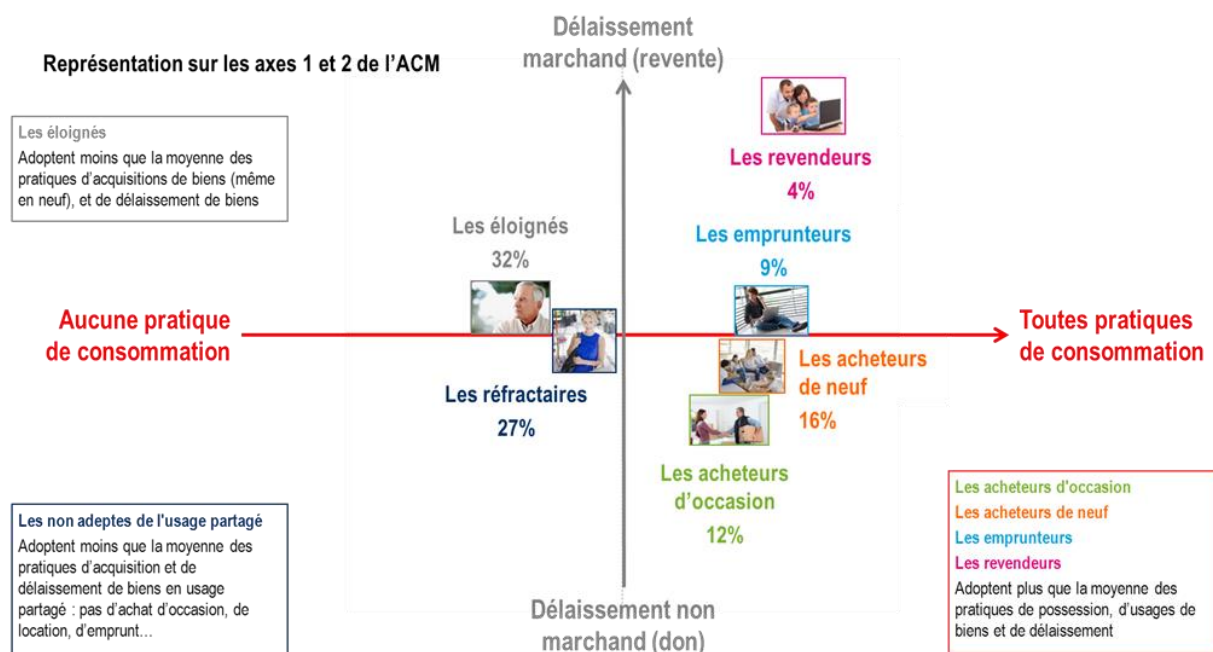 Délaissement
marchand (revente)
Représentation sur les axes 1 et 2 de l'ACM
Les éloignés
Adoptent moins que la moyenne des
pratiques d'acquisitions de biens (même
en neuf), et de délaissement de biens
Les revendeurs
4%
Les éloignés
32%
Les emprunteurs
9%
Aucune pratique
de consommation
Toutes pratiques
de consommation
Les réfractaires
27%
Les acheteurs
de neuf
16%
Les acheteurs
d'occasion
12%
Les non adeptes de l'usage partagé
Adoptent moins que la moyenne des
pratiques d'acquisition et de
délaissement de biens en usage
partagé : pas d'achat d'occasion, de
location, d'emprunt…
Délaissement non
marchand (don)
Les acheteurs d'occasion
Les acheteurs de neuf
Les emprunteurs
Les revendeurs
Adoptent plus que la moyenne des
pratiques de possession, d'usages de
biens et de délaissement